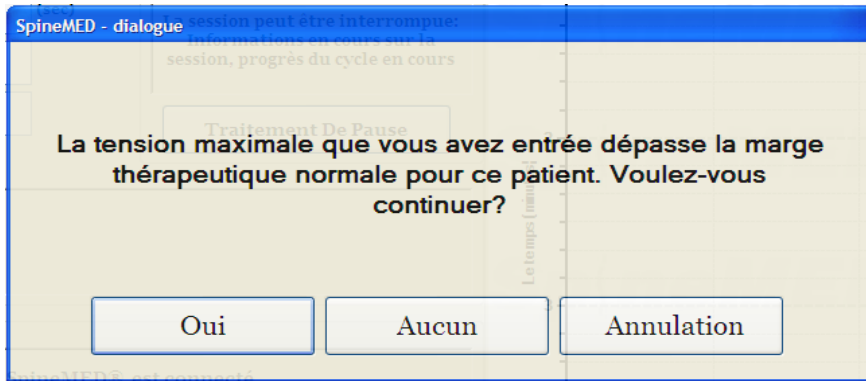 (sec)
La session peut être interrompue:
SpineMED - dialogue
Informations en cours sur la
session, progrès du cycle en cours
Traitement De Pause
La tension maximale que vous avez entrée dépasse la marge
thérapeutique normale pour ce patient. Voulez-vous
continuer?
Le temps (minutes)
Oui
Aucun
Annulation
SpineMED® est connecté